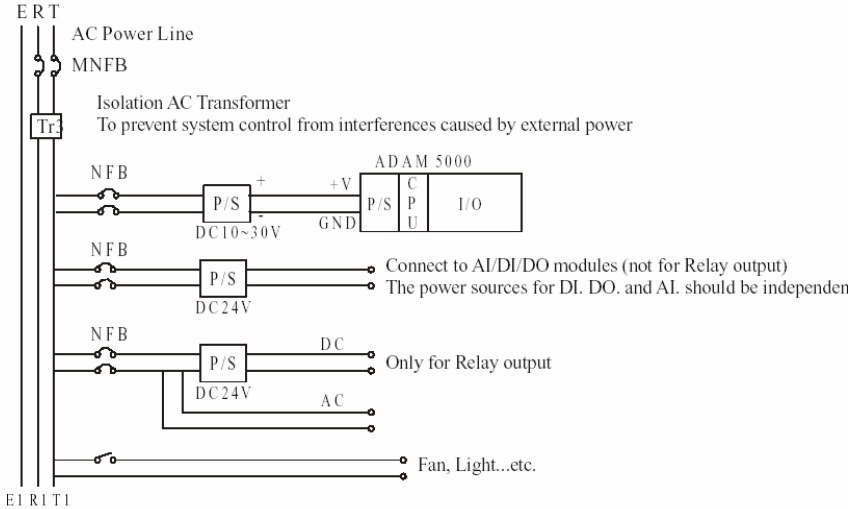 E R T
AC Power Line
MNFB
Isolation AC Transformer
Tr3
To prevent system control from interferences caused by external power
ADAM 5000
NFB
+
+V
P/S
P/S
CPU
I/O
-
GND
DC10~30V
NFB
P/S
Connect to AI/DI/DO modules (not for Relay output)
The power sources for DI. DO. and AI. should be independen
DC24V
NFB
DC
P/S
Only for Relay output
DC24V
AC
Fan, Light...etc.
E1 R1 T1